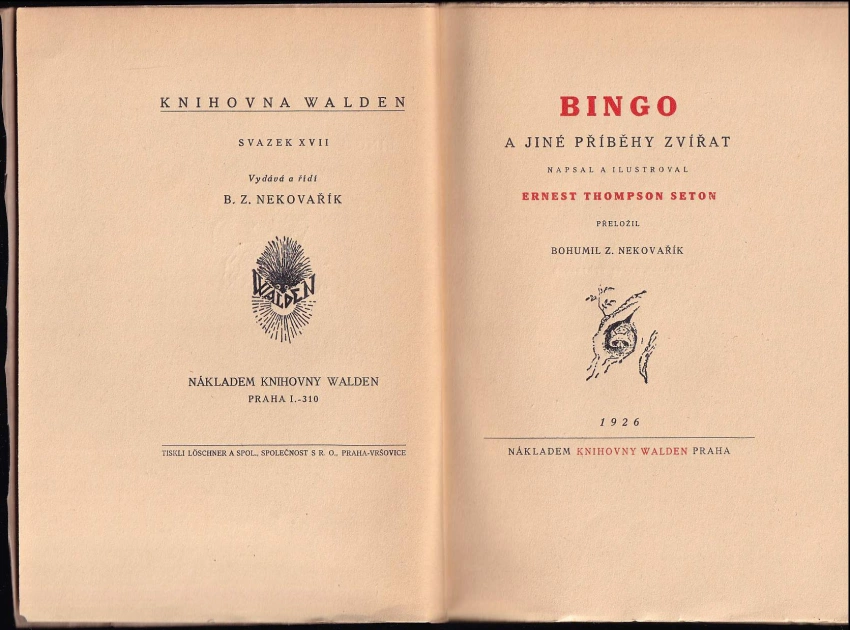 KNIHOVNA WALDEN
SVAZEK XVII
Vydává a řídí
B. Z. NEKOVAŘÍK
WALDEN
NÁKLADEM KNIHOVNY WALDEN
PRAHA I.-310
TISKLI LÖSCHNER A SPOL., SPOLEČNOST S R. O., PRAHA-VRŠOVICE
BINGO
A JINÉ PŘÍBĚHY ZVÍŘAT
NAPSAL A ILUSTROVAL
ERNEST THOMPSON SETON
PŘELOŽIL
BOHUMIL Z. NEKOVAŘÍK
1926
NÁKLADEM KNIHOVNY WALDEN PRAHA